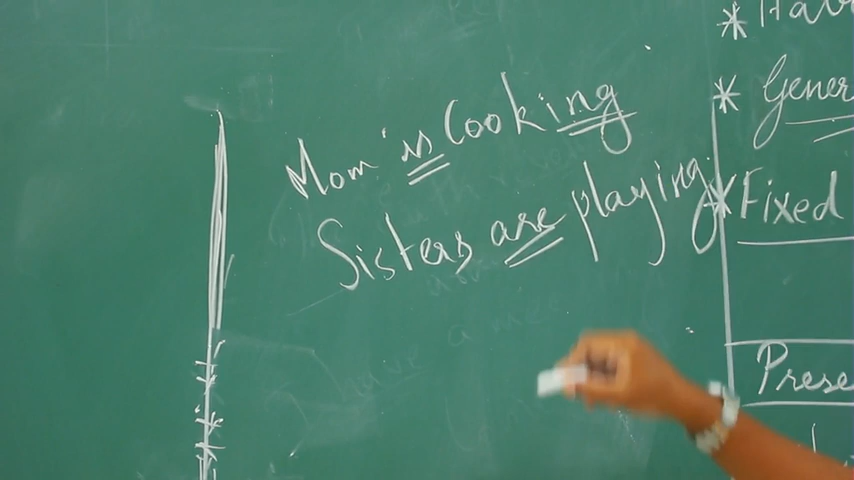 Mom is Cooking
Sisters are playing
*
* Gener
* Fixed
Prese